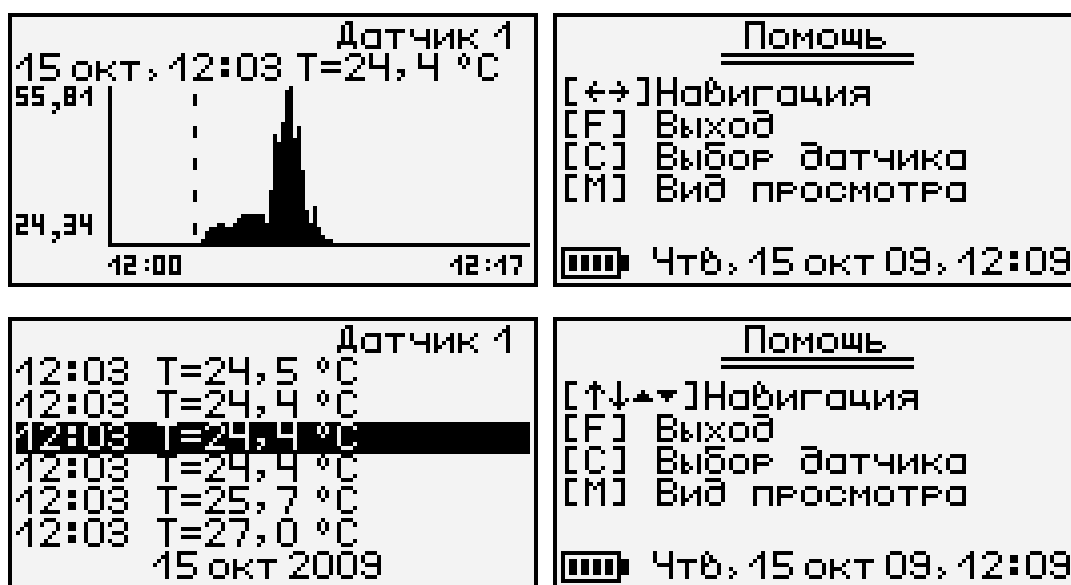 Датчик 1
15 окт, 12:03 T=24,4 °C
55,81
24,34
12:00 12:17
Помощь
[←→]Навигация
[F] Выход
[C] Выбор датчика
[M] Вид просмотра
Чтв, 15 окт 09, 12:09
Датчик 1
12:03 T=24,5 °C
12:03 T=24,4 °C
12:03 T=24,4 °C
12:03 T=24,4 °C
12:03 T=25,7 °C
12:03 T=27,0 °C
15 окт 2009
Помощь
[↑↓▲▼]Навигация
[F] Выход
[C] Выбор датчика
[M] Вид просмотра
Чтв, 15 окт 09, 12:09